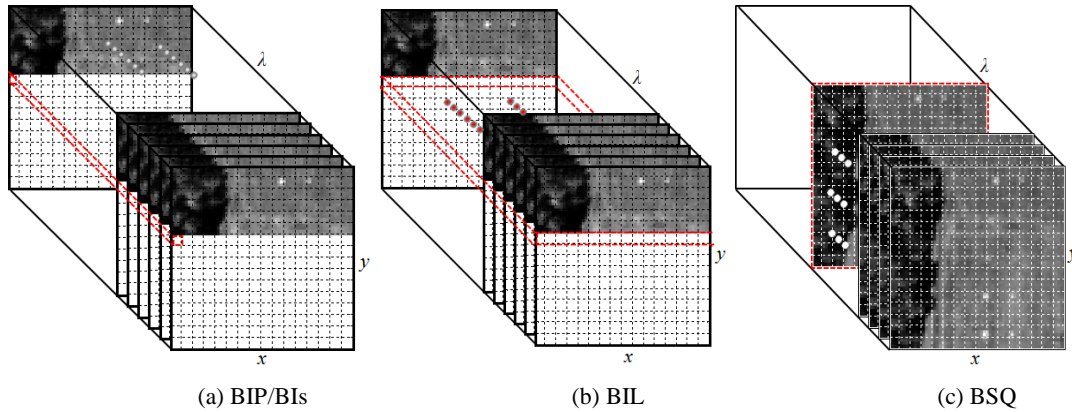 λ
y
x
(a) BIP/BIs
λ
y
x
(b) BIL
λ
y
x
(c) BSQ